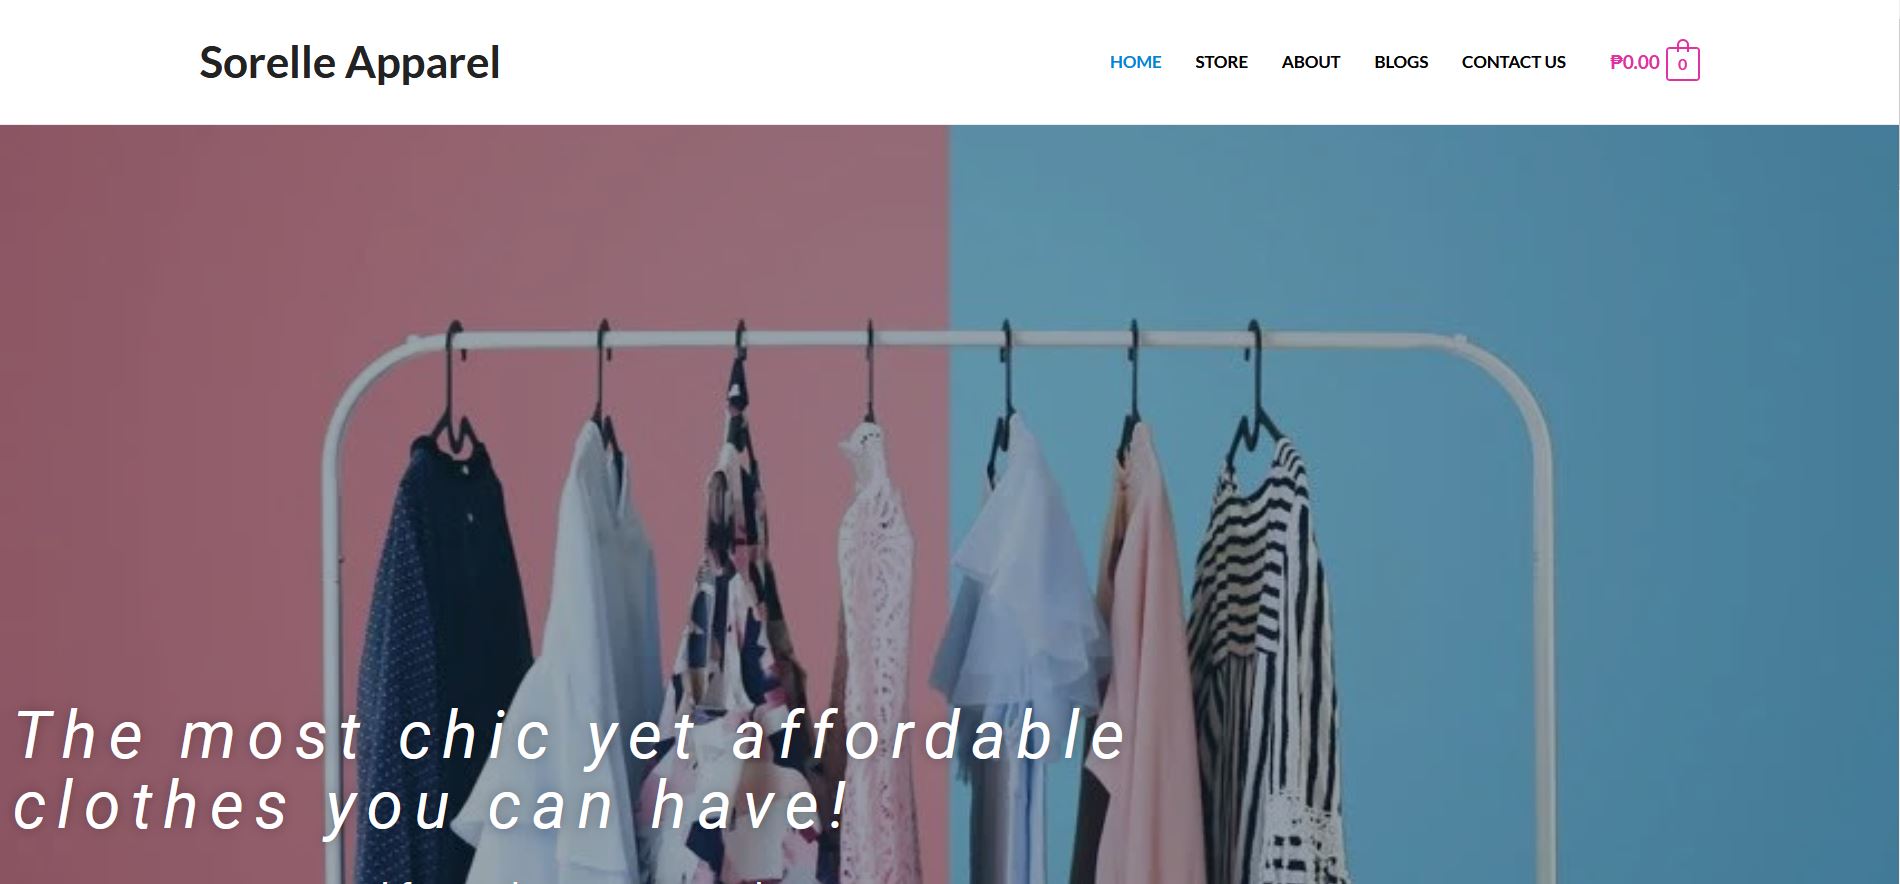 Sorelle Apparel
HOME STORE ABOUT BLOGS CONTACT US ₱0.00 0
The most chic yet affordable
clothes you can have!